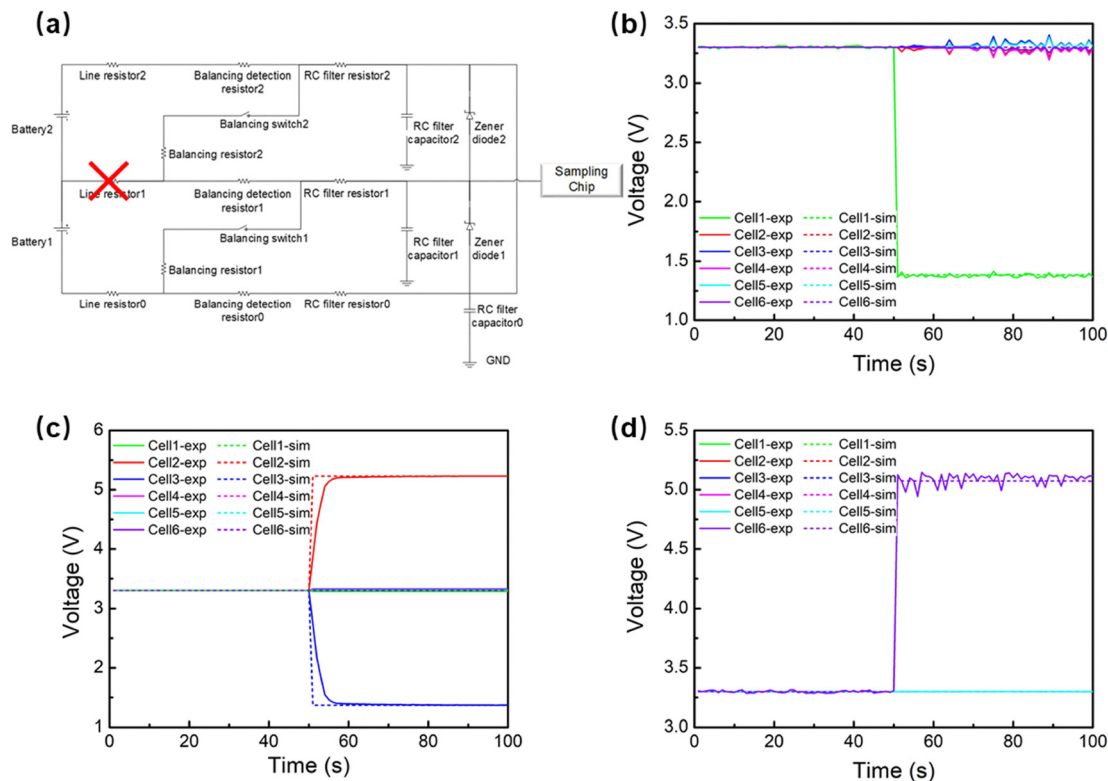 (a)
Line resistor2
Balancing detection
resistor2
RC filter resistor2
Battery2
Balancing switch2
RC filter
capacitor2
Zener
diode2
Balancing resistor2
Sampling
Chip
Line resistor1
Balancing detection
resistor1
RC filter resistor1
Battery1
Balancing switch1
RC filter
capacitor1
Zener
diode1
Balancing resistor1
Line resistor0
Balancing detection
resistor0
RC filter resistor0
RC filter
capacitor0
GND
(b)
3.5
3.0
2.5
2.0
1.5
1.0
Voltage (V)
Cell1-exp Cell1-sim
Cell2-exp Cell2-sim
Cell3-exp Cell3-sim
Cell4-exp Cell4-sim
Cell5-exp Cell5-sim
Cell6-exp Cell6-sim
0 20 40 60 80 100
Time (s)
(c)
6
5
4
3
2
1
Voltage (V)
Cell1-exp Cell1-sim
Cell2-exp Cell2-sim
Cell3-exp Cell3-sim
Cell4-exp Cell4-sim
Cell5-exp Cell5-sim
Cell6-exp Cell6-sim
0 20 40 60 80 100
Time (s)
(d)
5.5
5.0
4.5
4.0
3.5
3.0
Voltage (V)
Cell1-exp Cell1-sim
Cell2-exp Cell2-sim
Cell3-exp Cell3-sim
Cell4-exp Cell4-sim
Cell5-exp Cell5-sim
Cell6-exp Cell6-sim
0 20 40 60 80 100
Time (s)